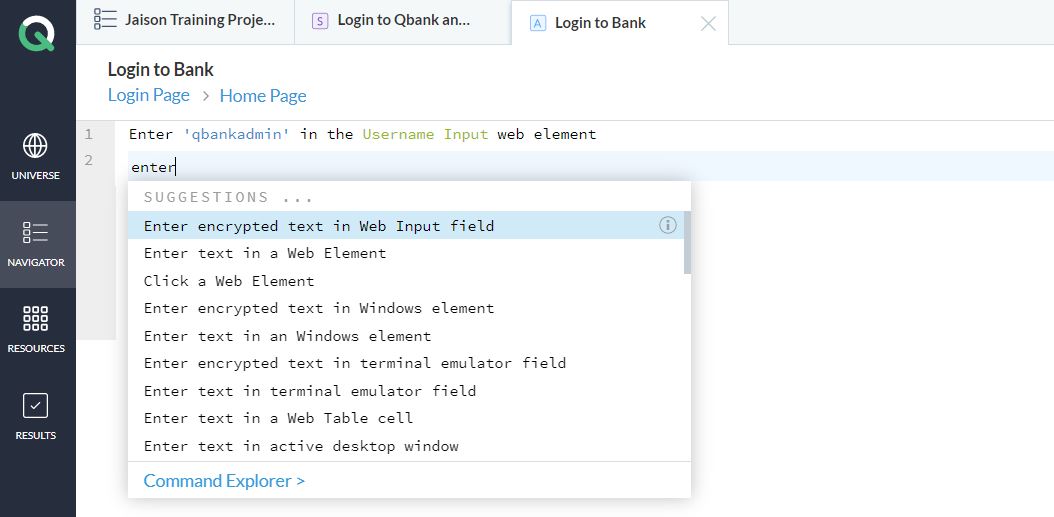 Jaison Training Proje...
S Login to Qbank an...
A Login to Bank
Login to Bank
Login Page > Home Page
UNIVERSE
NAVIGATOR
RESOURCES
RESULTS
1 Enter 'qbankadmin' in the Username Input web element
2 enter
SUGGESTIONS ...
Enter encrypted text in Web Input field
Enter text in a Web Element
Click a Web Element
Enter encrypted text in Windows element
Enter text in an Windows element
Enter encrypted text in terminal emulator field
Enter text in terminal emulator field
Enter text in a Web Table cell
Enter text in active desktop window
Command Explorer >